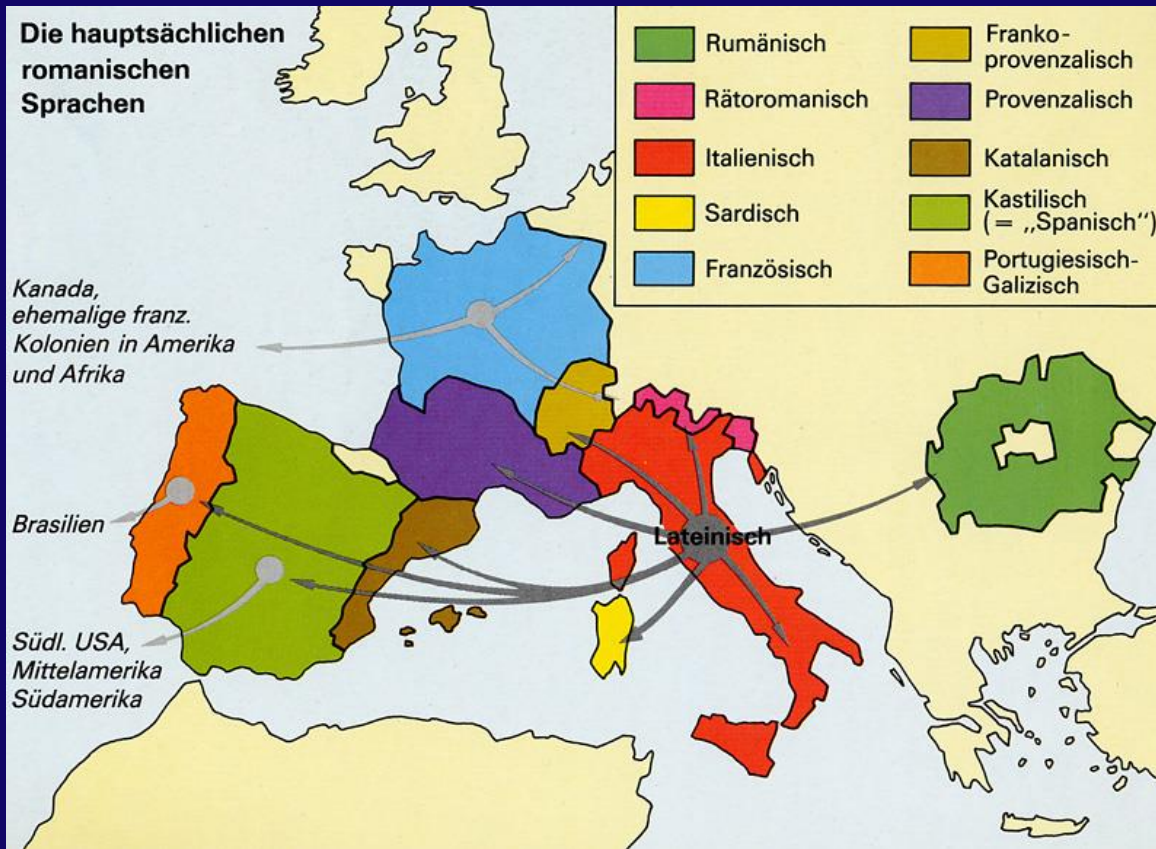 Die hauptsächlichen
romanischen
Sprachen
Rumänisch
Rätoromanisch
Italienisch
Sardisch
Französisch
Franko-
provenzalisch
Provenzalisch
Katalanisch
Kastilisch
(= „Spanisch“)
Portugiesisch-
Galizisch
Kanada,
ehemalige franz.
Kolonien in Amerika
und Afrika
Brasilien
Lateinisch
Südl. USA,
Mittelamerika
Südamerika